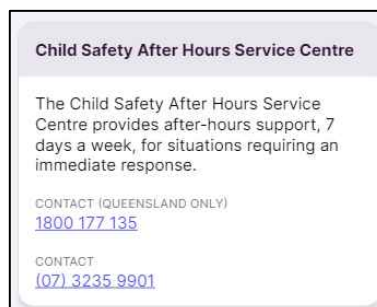 Child Safety After Hours Service Centre
The Child Safety After Hours Service
Centre provides after-hours support, 7
days a week, for situations requiring an
immediate response.
CONTACT (QUEENSLAND ONLY)
1800 177 135
CONTACT
(07) 3235 9901